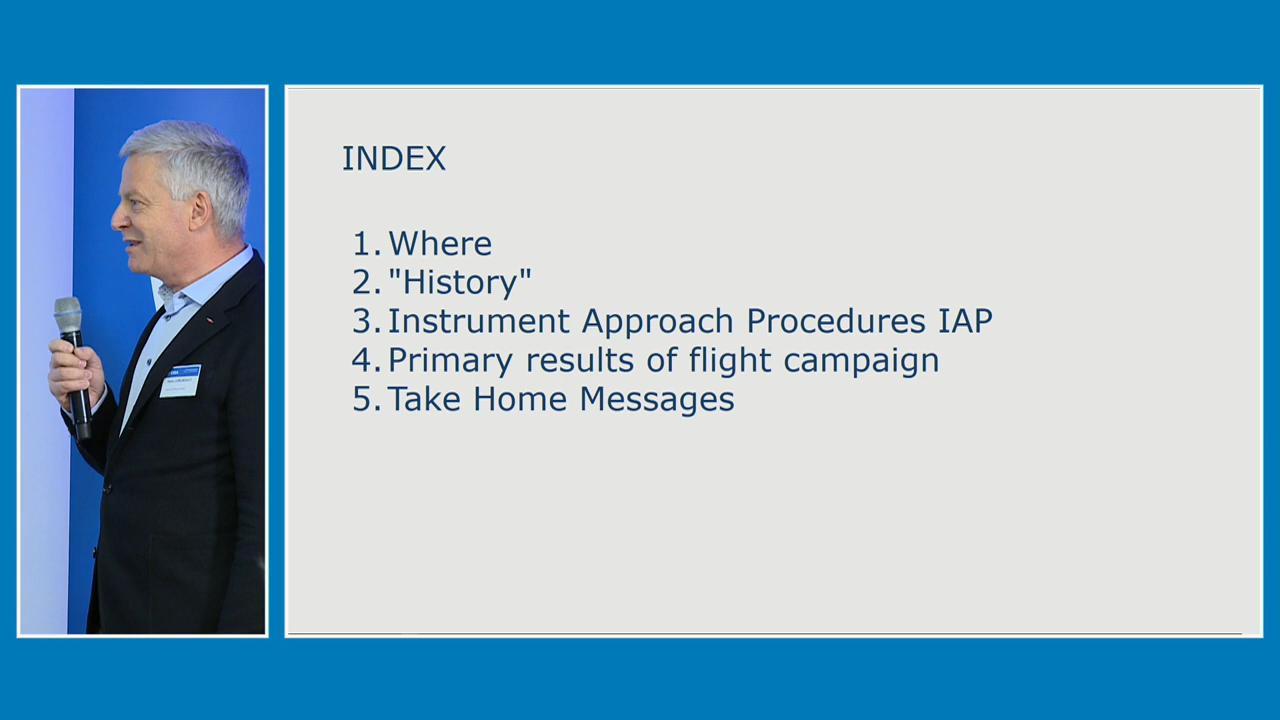 INDEX
1. Where
2. "History"
3. Instrument Approach Procedures IAP
4. Primary results of flight campaign
5. Take Home Messages